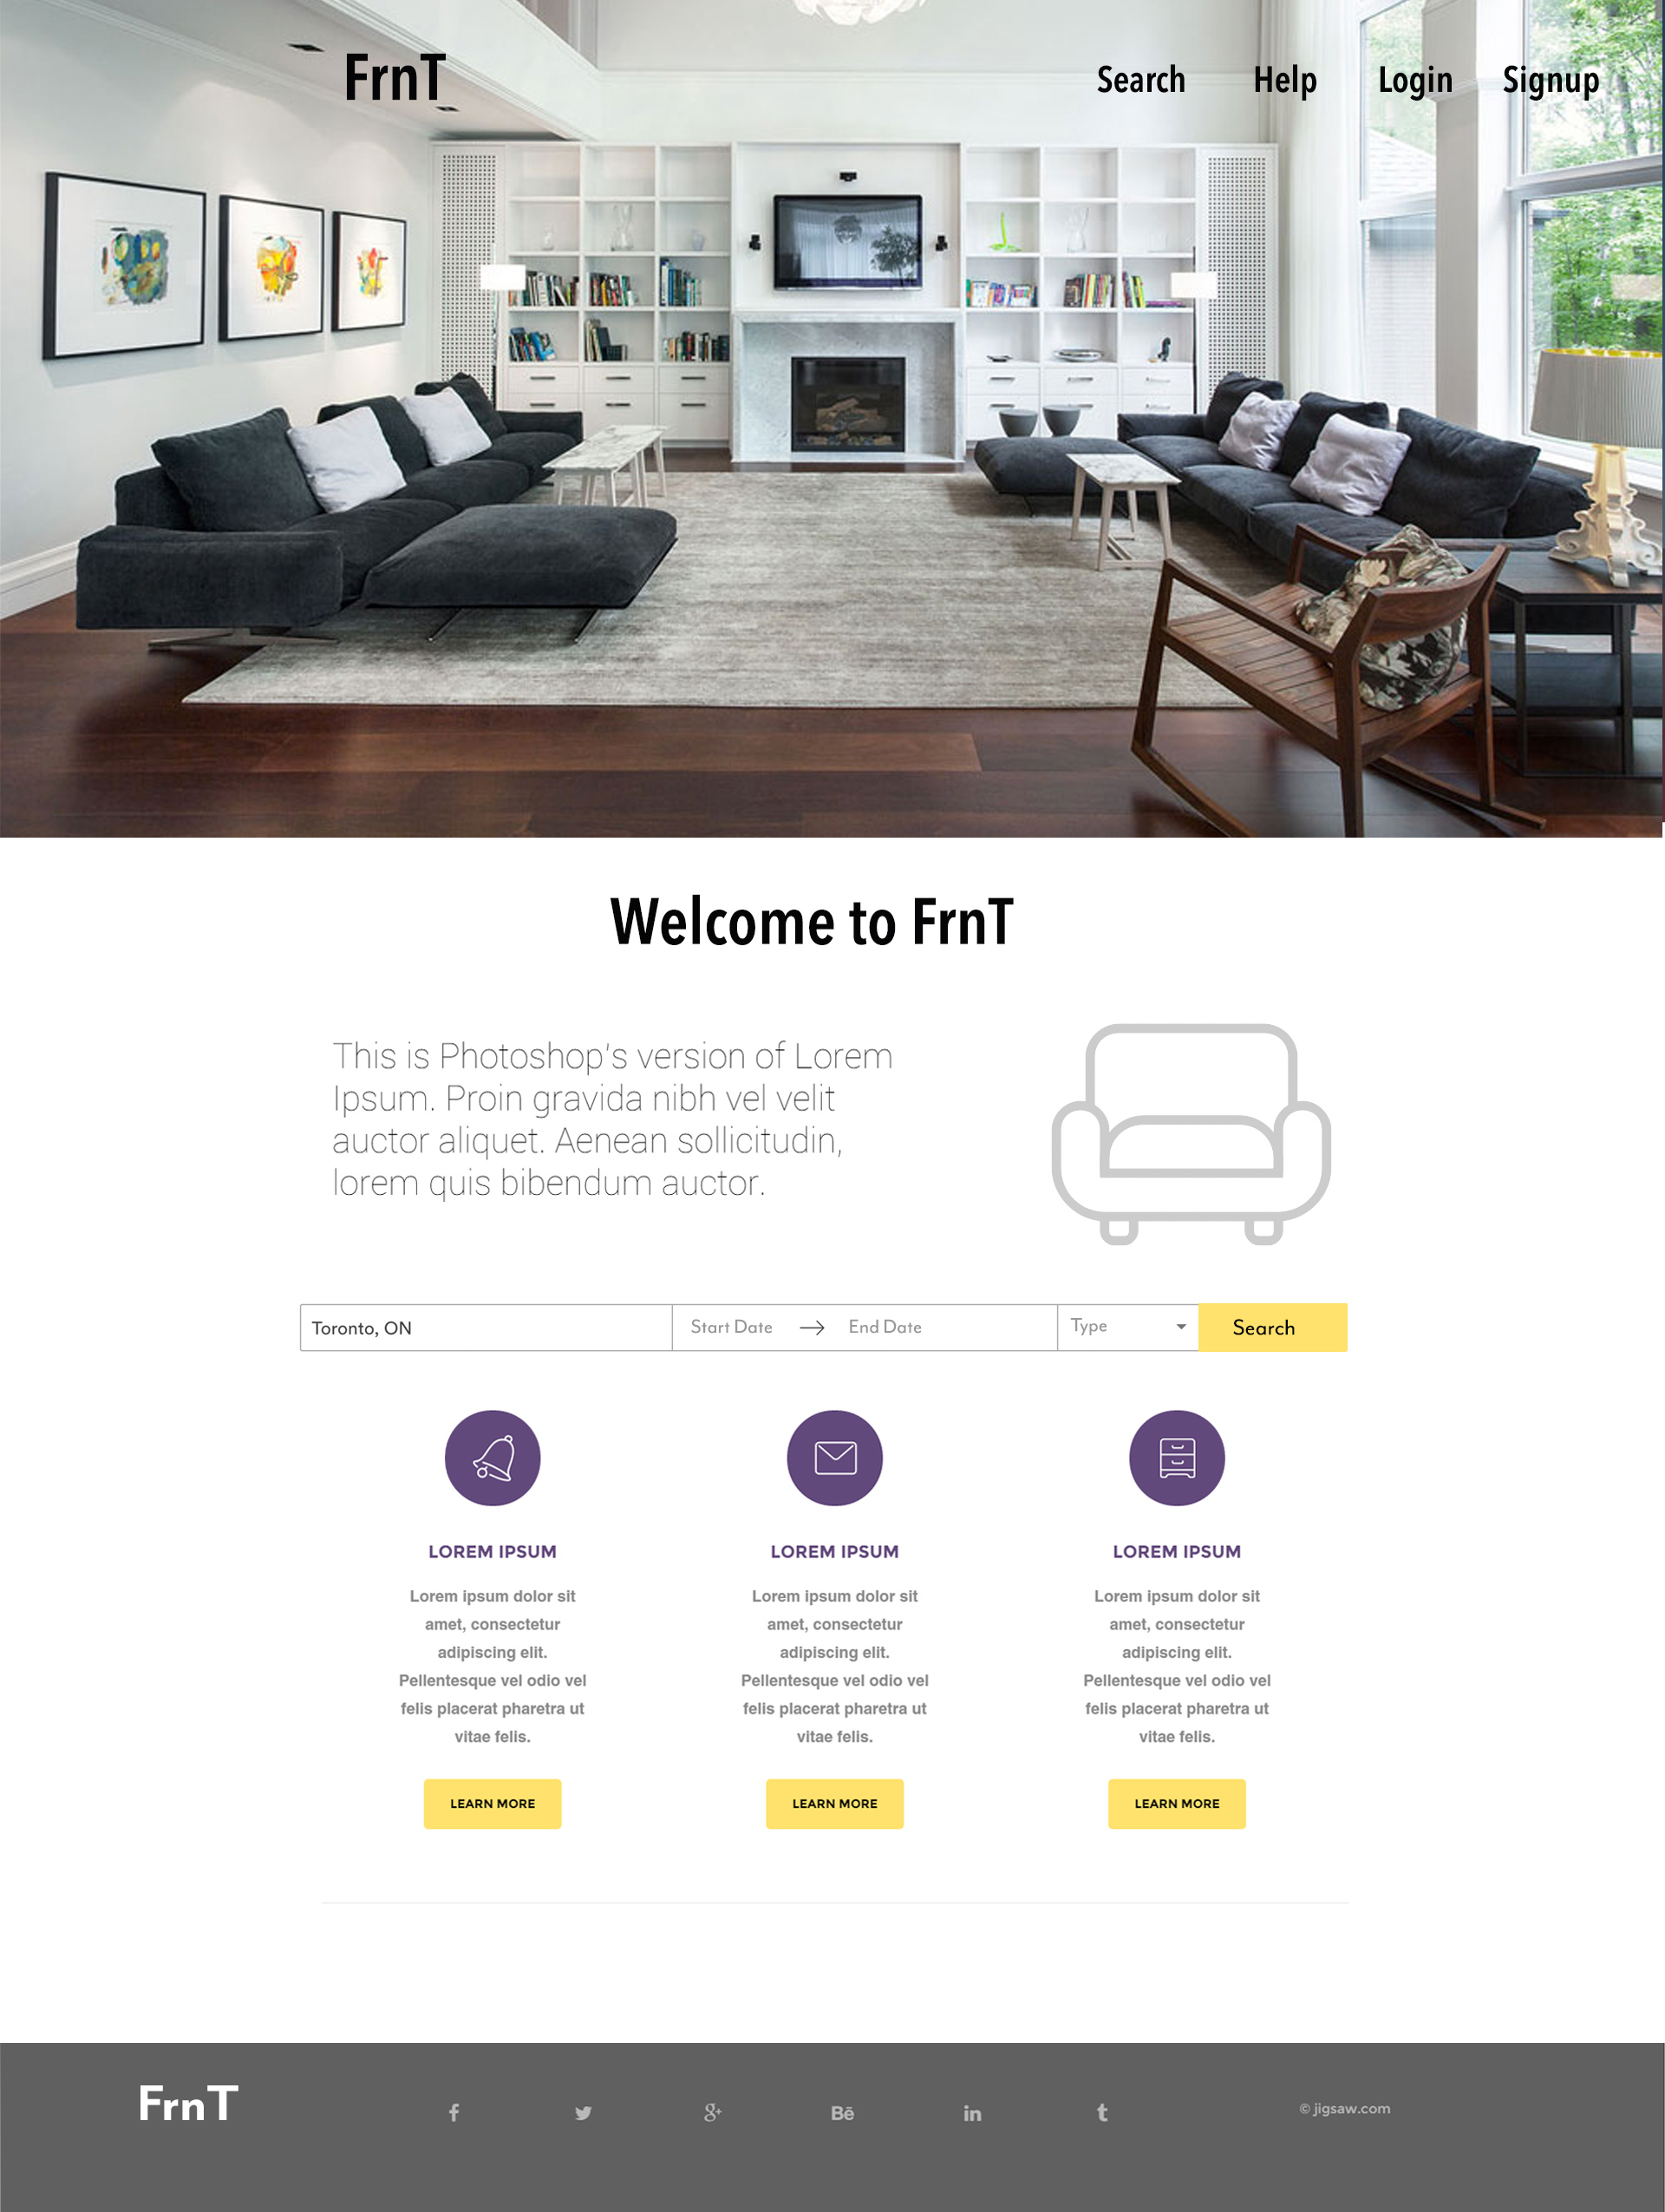 FrnT
Search Help Login Signup
Welcome to FrnT
This is Photoshop's version of Lorem
Ipsum. Proin gravida nibh vel velit
auctor aliquet. Aenean sollicitudin,
lorem quis bibendum auctor.
Toronto, ON Start Date → End Date Type Search
LOREM IPSUM
Lorem ipsum dolor sit
amet, consectetur
adipiscing elit.
Pellentesque vel odio vel
felis placerat pharetra ut
vitae felis.
LEARN MORE
LOREM IPSUM
Lorem ipsum dolor sit
amet, consectetur
adipiscing elit.
Pellentesque vel odio vel
felis placerat pharetra ut
vitae felis.
LEARN MORE
LOREM IPSUM
Lorem ipsum dolor sit
amet, consectetur
adipiscing elit.
Pellentesque vel odio vel
felis placerat pharetra ut
vitae felis.
LEARN MORE
FrnT
f g+ Bē in t
© jigsaw.com